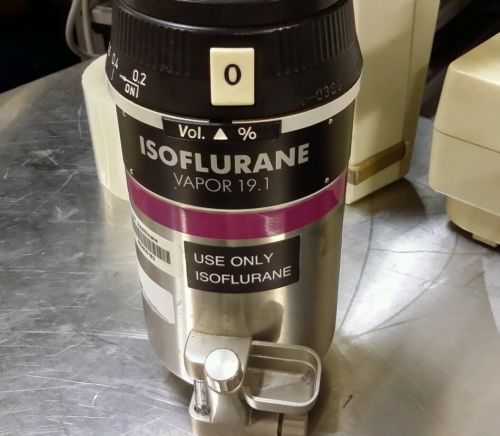 0.4
0.2
(ON)
0
Vol. ▲ %
ISOFLURANE
VAPOR 19.1
USE ONLY
ISOFLURANE